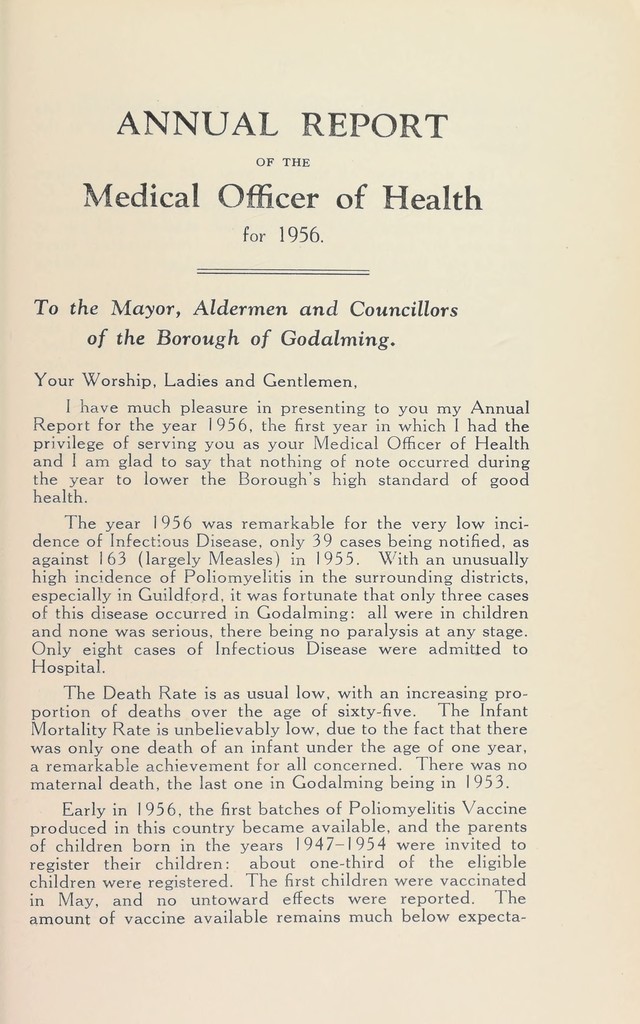 ANNUAL REPORT
OF THE
Medical Officer of Health
for 1956.
To the Mayor, Aldermen and Councillors
of the Borough of Godalming.
Your Worship, Ladies and Gentlemen,
I have much pleasure in presenting to you my Annual
Report for the year 1956, the first year in which I had the
privilege of serving you as your Medical Officer of Health
and I am glad to say that nothing of note occurred during
the year to lower the Borough's high standard of good
health.
The year 1956 was remarkable for the very low inci-
dence of Infectious Disease, only 39 cases being notified, as
against 163 (largely Measles) in 1955. With an unusually
high incidence of Poliomyelitis in the surrounding districts,
especially in Guildford, it was fortunate that only three cases
of this disease occurred in Godalming: all were in children
and none was serious, there being no paralysis at any stage.
Only eight cases of Infectious Disease were admitted to
Hospital.
The Death Rate is as usual low, with an increasing pro-
portion of deaths over the age of sixty-five. The Infant
Mortality Rate is unbelievably low, due to the fact that there
was only one death of an infant under the age of one year,
a remarkable achievement for all concerned. There was no
maternal death, the last one in Godalming being in 1953.
Early in 1956, the first batches of Poliomyelitis Vaccine
produced in this country became available, and the parents
of children born in the years 1947-1954 were invited to
register their children: about one-third of the eligible
children were registered. The first children were vaccinated
in May, and no untoward effects were reported. The
amount of vaccine available remains much below expecta-